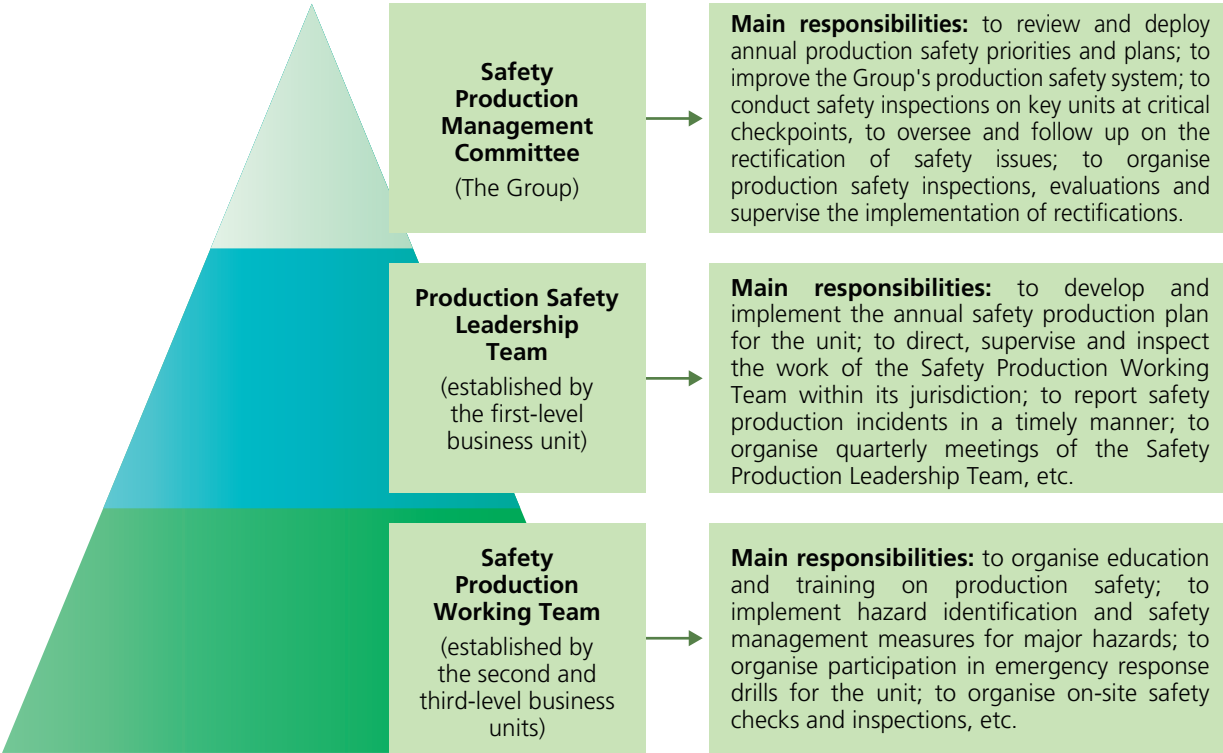 Safety
Production
Management
Committee
(The Group)
Main responsibilities: to review and deploy
annual production safety priorities and plans; to
improve the Group's production safety system; to
conduct safety inspections on key units at critical
checkpoints, to oversee and follow up on the
rectification of safety issues; to organise
production safety inspections, evaluations and
supervise the implementation of rectifications.
Production Safety
Leadership
Team
(established by
the first-level
business unit)
Main responsibilities: to develop and
implement the annual safety production plan
for the unit; to direct, supervise and inspect
the work of the Safety Production Working
Team within its jurisdiction; to report safety
production incidents in a timely manner; to
organise quarterly meetings of the Safety
Production Leadership Team, etc.
Safety
Production
Working Team
(established by
the second and
third-level business
units)
Main responsibilities: to organise education
and training on production safety; to
implement hazard identification and safety
management measures for major hazards; to
organise participation in emergency response
drills for the unit; to organise on-site safety
checks and inspections, etc.